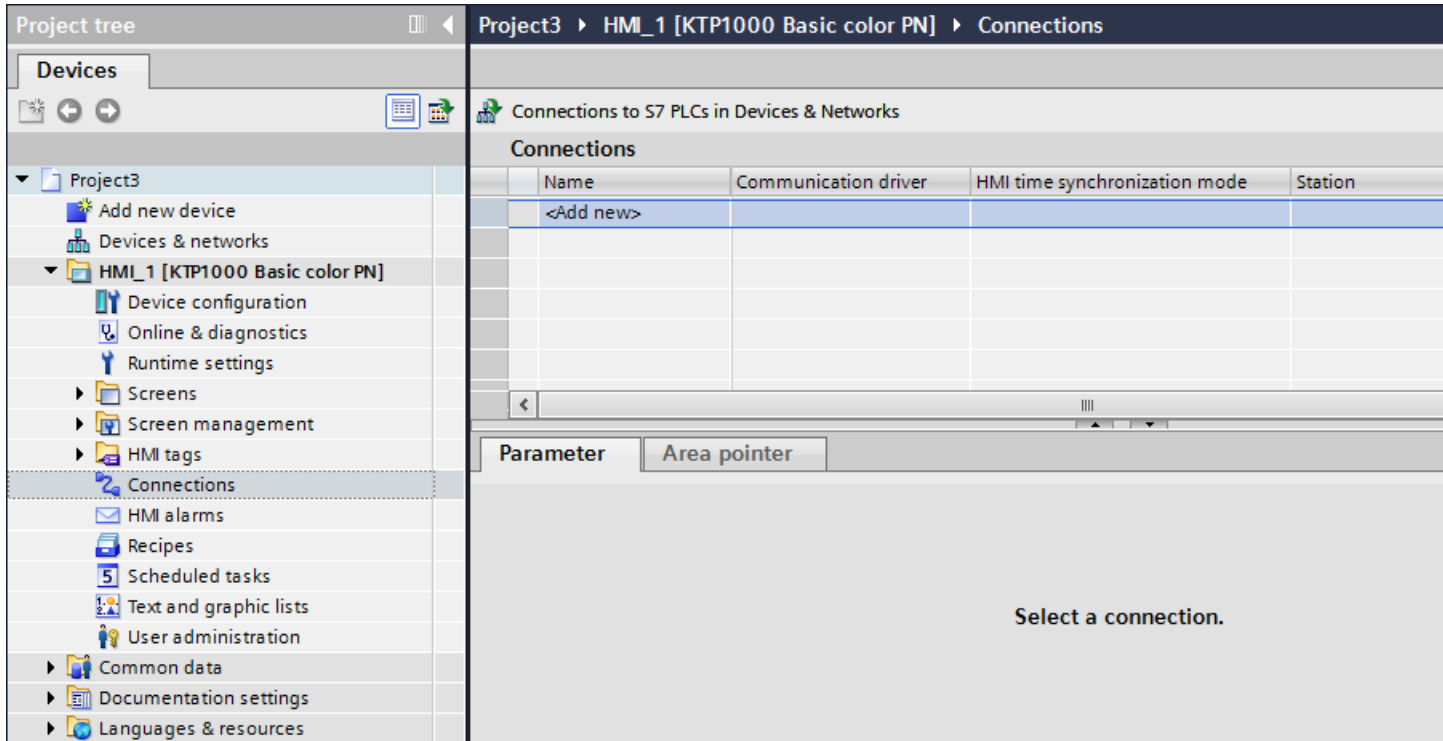 Project tree
Devices
Project3
Add new device
Devices & networks
HMI_1 [KTP1000 Basic color PN]
Device configuration
Online & diagnostics
Runtime settings
Screens
Screen management
HMI tags
Connections
HMI alarms
Recipes
Scheduled tasks
Text and graphic lists
User administration
Common data
Documentation settings
Languages & resources
Project3 HMI_1 [KTP1000 Basic color PN] Connections
Connections to S7 PLCs in Devices & Networks
Connections
Name Communication driver HMI time synchronization mode Station
<Add new>
Parameter Area pointer
Select a connection.